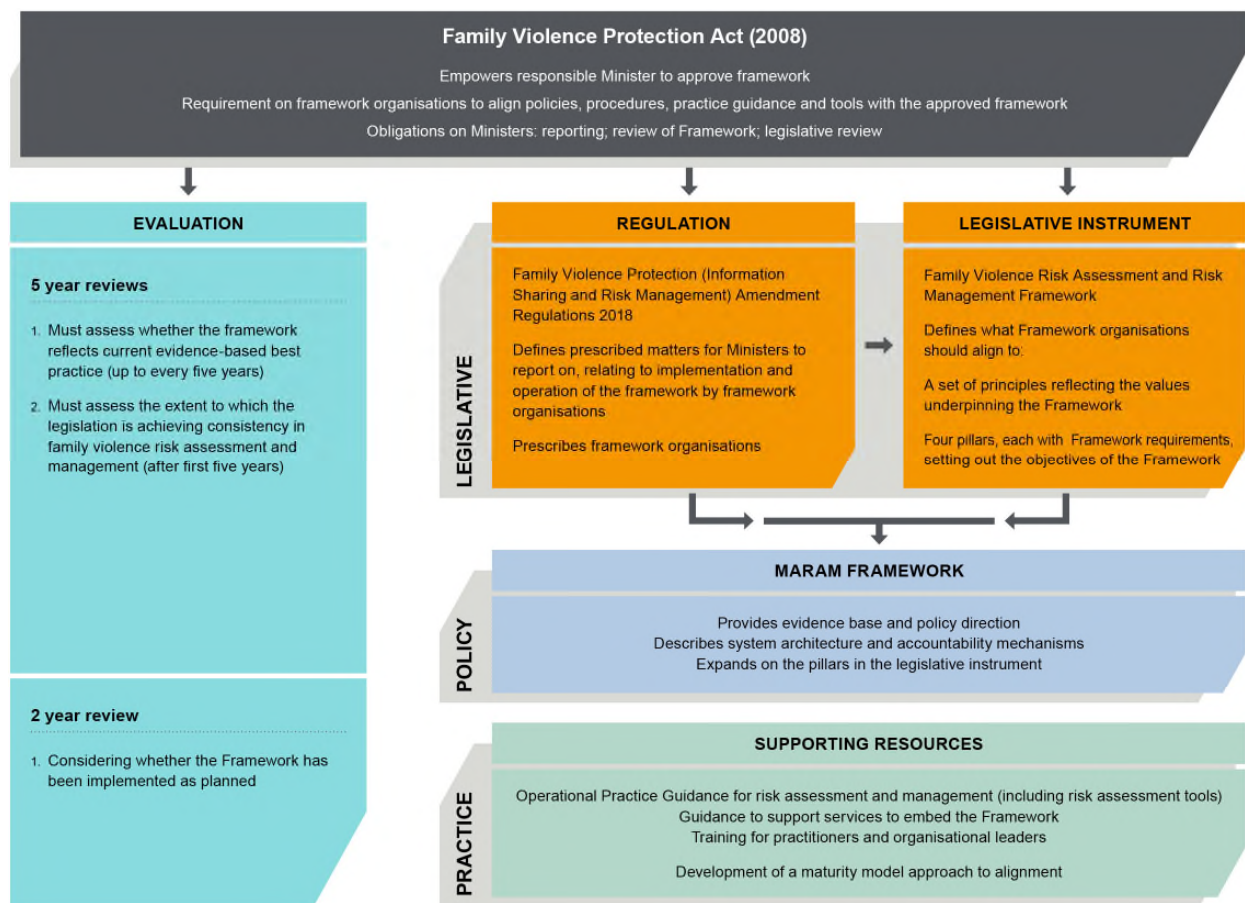 Family Violence Protection Act (2008)
Empowers responsible Minister to approve framework
Requirement on framework organisations to align policies, procedures, practice guidance and tools with the approved framework
Obligations on Ministers: reporting; review of Framework; legislative review
EVALUATION
5 year reviews
1. Must assess whether the framework
reflects current evidence-based best
practice (up to every five years)
2. Must assess the extent to which the
legislation is achieving consistency in
family violence risk assessment and
management (after first five years)
2 year review
1. Considering whether the Framework has
been implemented as planned
LEGISLATIVE
REGULATION
Family Violence Protection (Information
Sharing and Risk Management) Amendment
Regulations 2018
Defines prescribed matters for Ministers to
report on, relating to implementation and
operation of the framework by framework
organisations
Prescribes framework organisations
LEGISLATIVE INSTRUMENT
Family Violence Risk Assessment and Risk
Management Framework
Defines what Framework organisations
should align to:
A set of principles reflecting the values
underpinning the Framework
Four pillars, each with Framework requirements,
setting out the objectives of the Framework
POLICY
MARAM FRAMEWORK
Provides evidence base and policy direction
Describes system architecture and accountability mechanisms
Expands on the pillars in the legislative instrument
PRACTICE
SUPPORTING RESOURCES
Operational Practice Guidance for risk assessment and management (including risk assessment tools)
Guidance to support services to embed the Framework
Training for practitioners and organisational leaders
Development of a maturity model approach to alignment